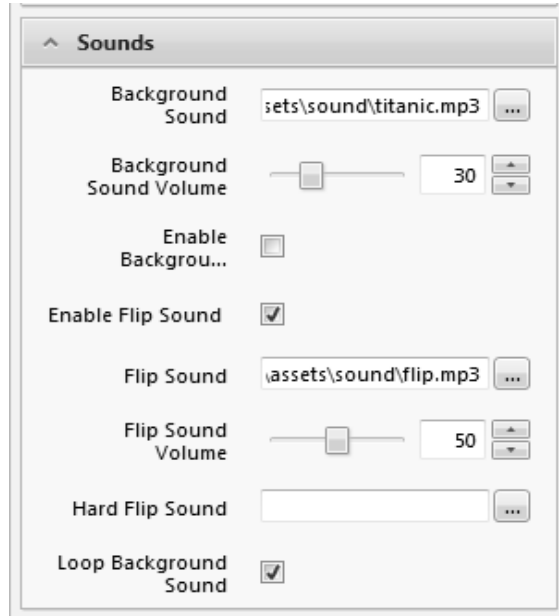 Sounds
Background
Sound
sets\sound\titanic.mp3 ...
Background
Sound Volume
30
Enable
Backgrou...
Enable Flip Sound
Flip Sound
\assets\sound\flip.mp3 ...
Flip Sound
Volume
50
Hard Flip Sound
...
Loop Background
Sound